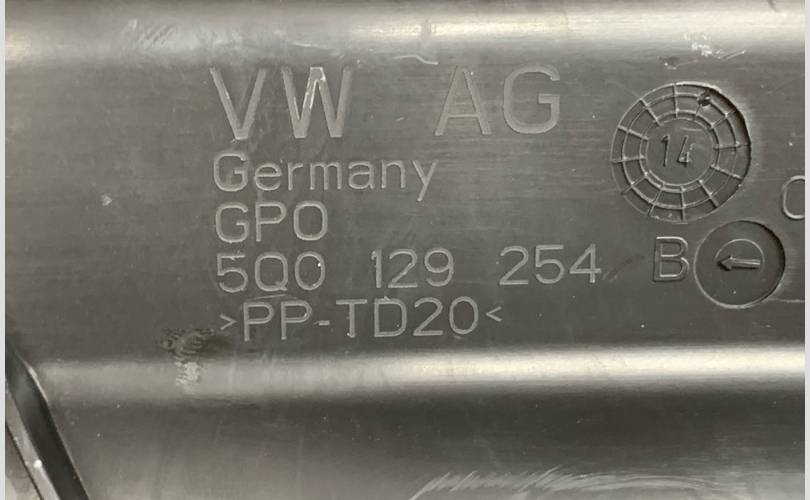 VW AG
Germany
GPO
5Q0 129 254 B
>PP-TD20<
14